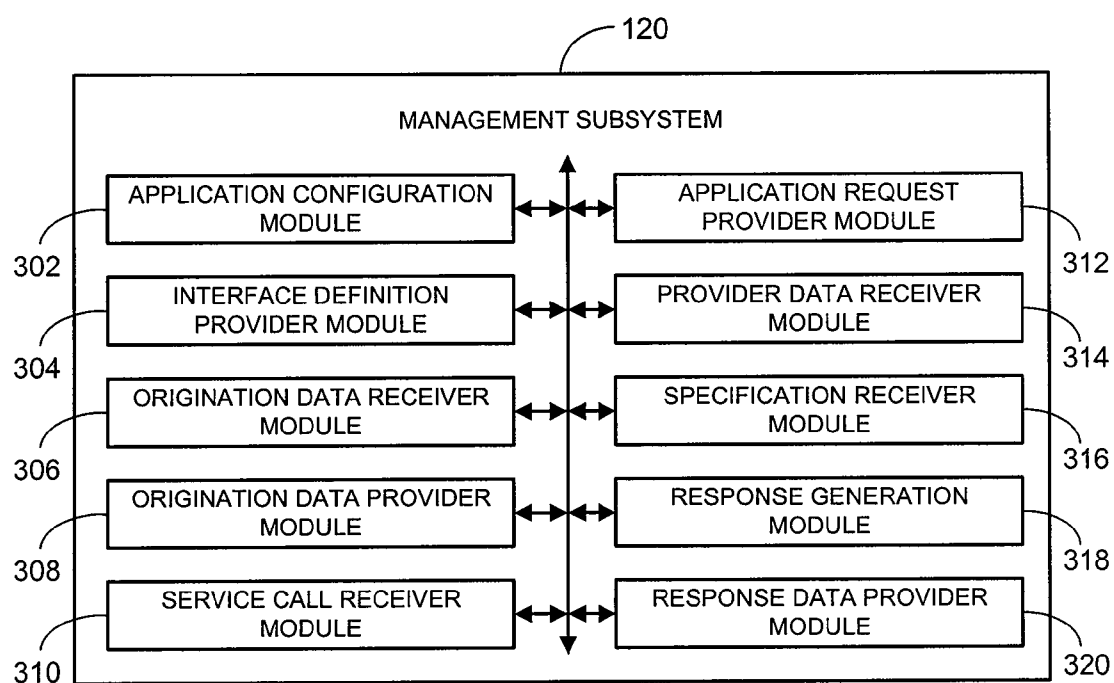 120
MANAGEMENT SUBSYSTEM
APPLICATION CONFIGURATION
MODULE
302
APPLICATION REQUEST
PROVIDER MODULE
312
INTERFACE DEFINITION
PROVIDER MODULE
304
PROVIDER DATA RECEIVER
MODULE
314
ORIGINATION DATA RECEIVER
MODULE
306
SPECIFICATION RECEIVER
MODULE
316
ORIGINATION DATA PROVIDER
MODULE
308
RESPONSE GENERATION
MODULE
318
SERVICE CALL RECEIVER
MODULE
310
RESPONSE DATA PROVIDER
MODULE
320